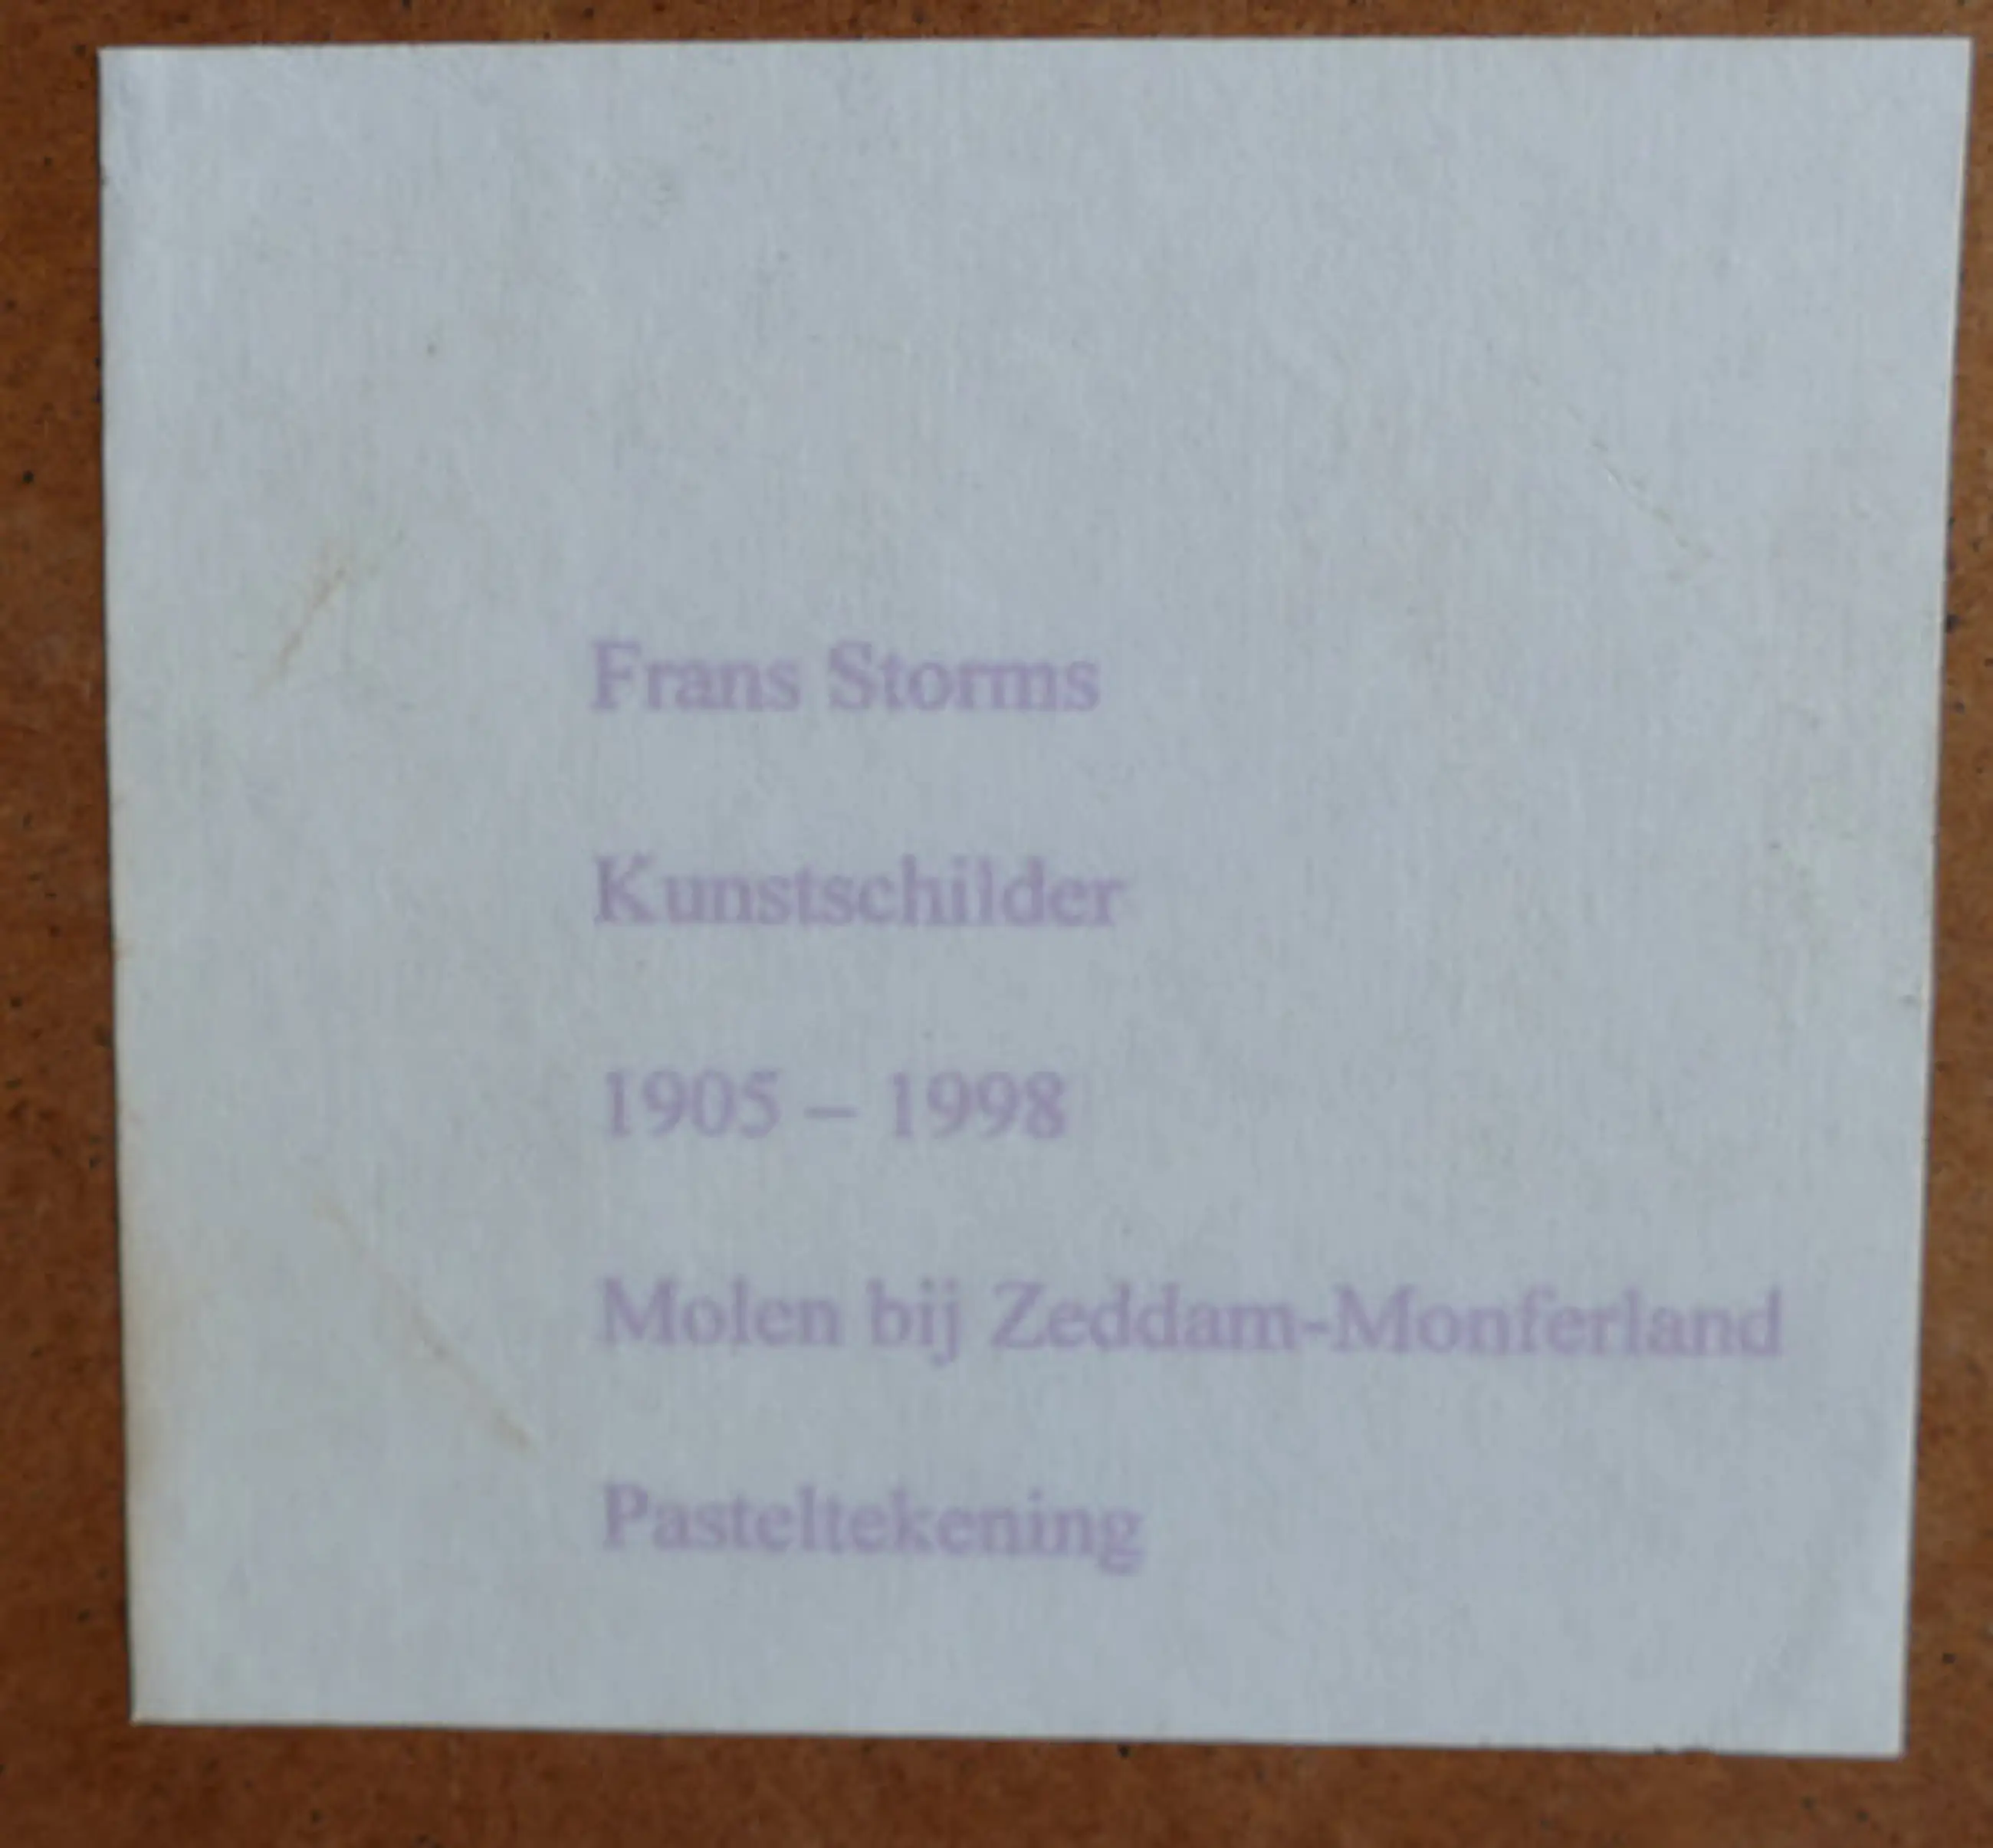 Frans Storms
Kunstschilder
1905 – 1998
Molen bij Zeddam-Monferland
Pasteltekening